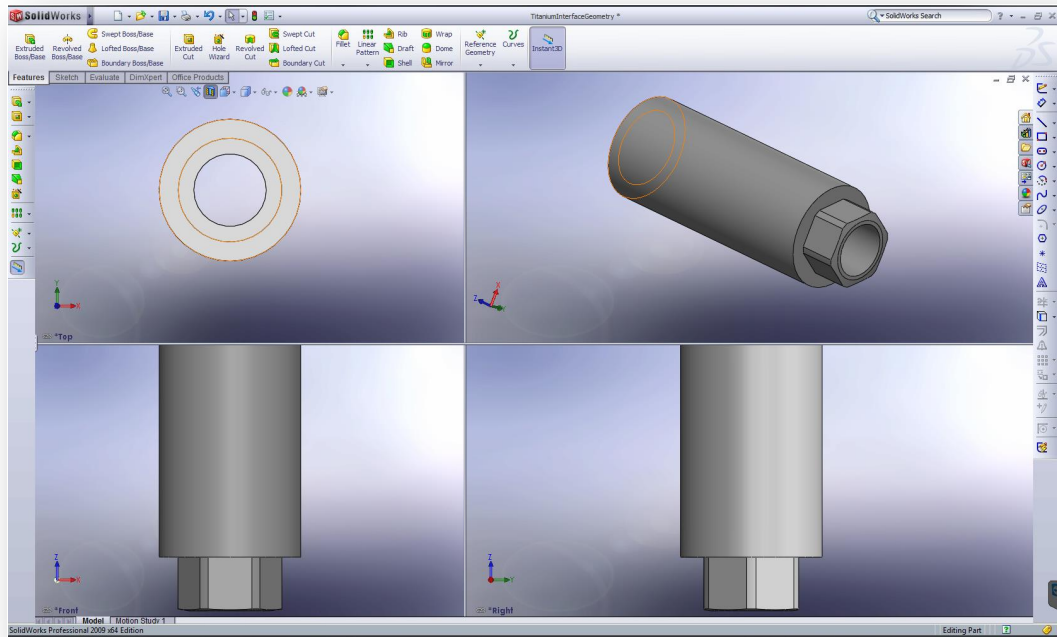 SolidWorks
TitaniumInterfaceGeometry *
SolidWorks Search
Extruded Boss/Base
Revolved Boss/Base
Swept Boss/Base
Lofted Boss/Base
Boundary Boss/Base
Extruded Cut
Hole Wizard
Revolved Cut
Swept Cut
Lofted Cut
Boundary Cut
Fillet
Linear Pattern
Rib
Draft
Shell
Wrap
Dome
Mirror
Reference Geometry
Curves
Instant3D
Features Sketch Evaluate DimXpert Office Products
Y
X
*Top
X
Z
Y
Z
X
*Front
Z
Y
*Right
Model Motion Study 1
SolidWorks Professional 2009 x64 Edition
Editing Part